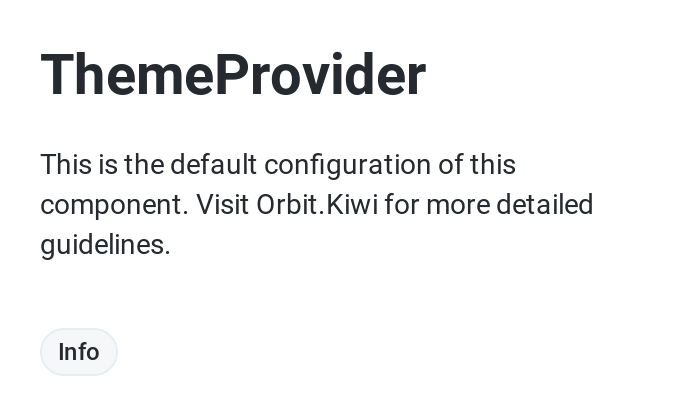 ThemeProvider
This is the default configuration of this
component. Visit Orbit.Kiwi for more detailed
guidelines.
Info